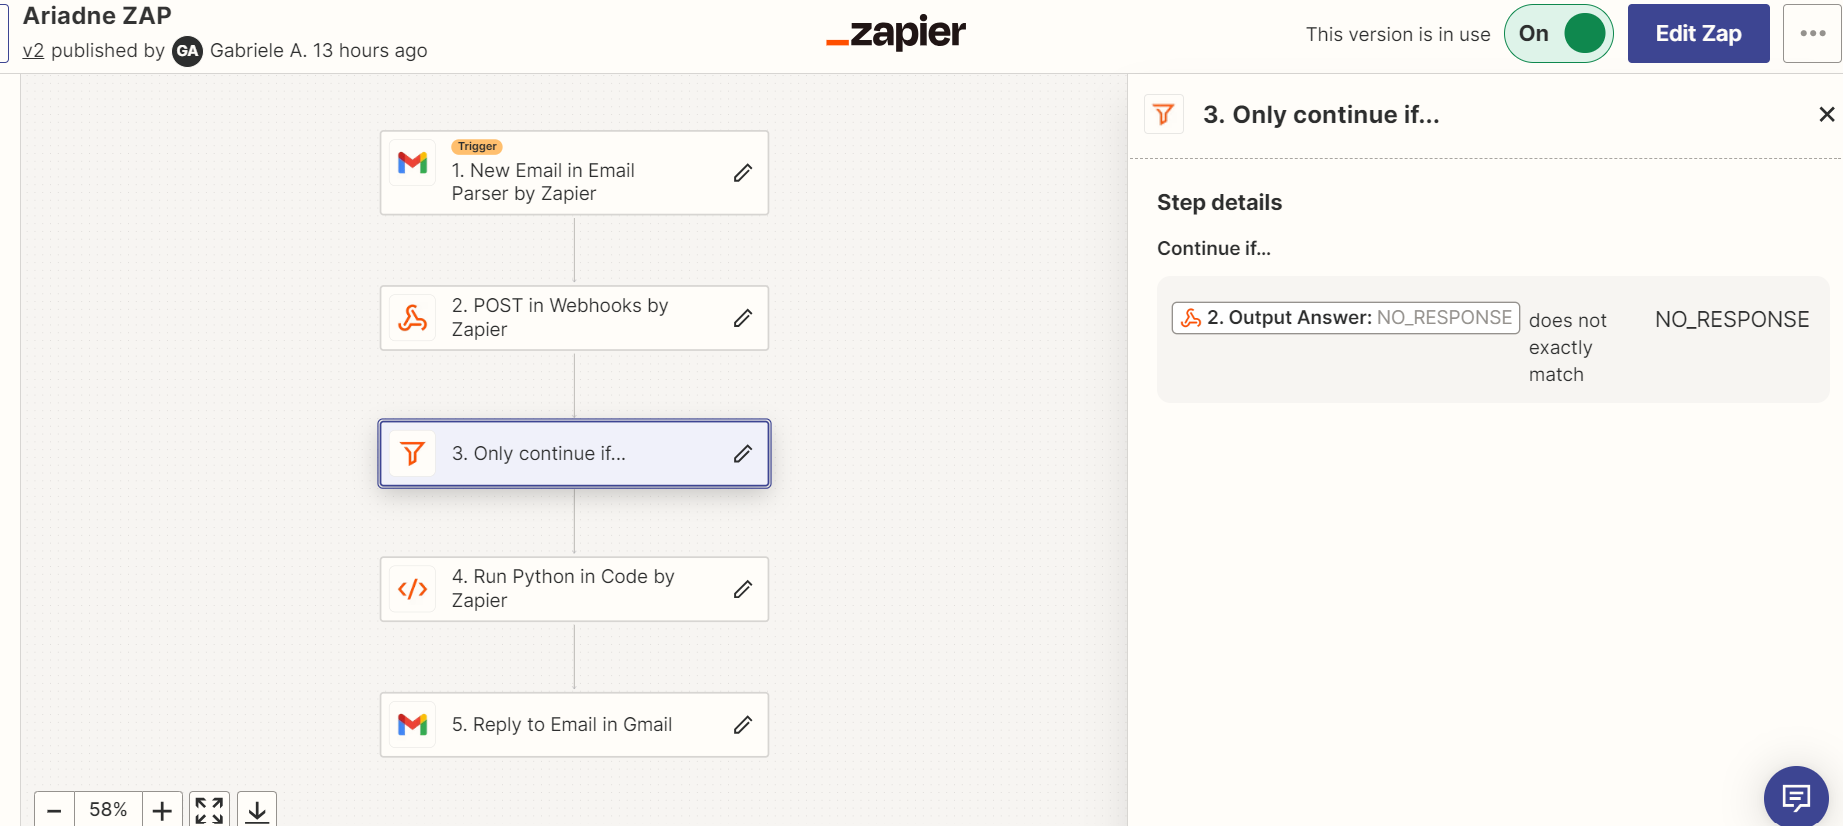 Ariadne ZAP
v2 published by GA Gabriele A. 13 hours ago
zapier
This version is in use
On
Edit Zap
Trigger
1. New Email in Email
Parser by Zapier
2. POST in Webhooks by
Zapier
3. Only continue if...
4. Run Python in Code by
Zapier
5. Reply to Email in Gmail
58%
3. Only continue if...
Step details
Continue if...
2. Output Answer: NO_RESPONSE
does not
exactly
match
NO_RESPONSE